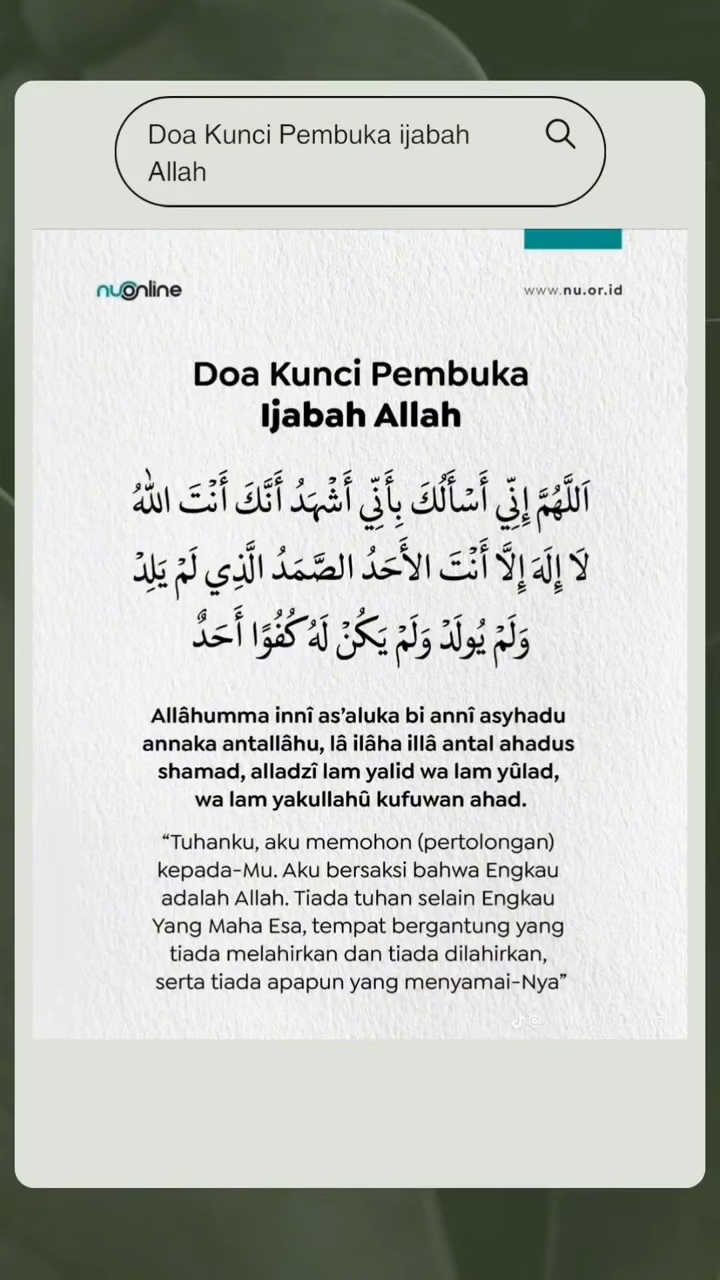 Doa Kunci Pembuka ijabah
Allah
nuonline
www.nu.or.id
Doa Kunci Pembuka
Ijabah Allah
اَللَّهُمَّ إِنِّي أَسْأَلُكَ بِأَنِّي أَشْهَدُ أَنَّكَ أَنْتَ اللهُ
لَا إِلَهَ إِلَّا أَنْتَ الأَحَدُ الصَّمَدُ الَّذِي لَمْ يَلِدْ
وَلَمْ يُولَدْ وَلَمْ يَكُنْ لَهُ كُفُوًا أَحَدٌ
Allâhumma innî as’aluka bi annî asyhadu
annaka antallâhu, lâ ilâha illâ antal ahadus
shamad, alladzî lam yalid wa lam yûlad,
wa lam yakullahû kufuwan ahad.
“Tuhanku, aku memohon (pertolongan)
kepada-Mu. Aku bersaksi bahwa Engkau
adalah Allah. Tiada tuhan selain Engkau
Yang Maha Esa, tempat bergantung yang
tiada melahirkan dan tiada dilahirkan,
serta tiada apapun yang menyamai-Nya”